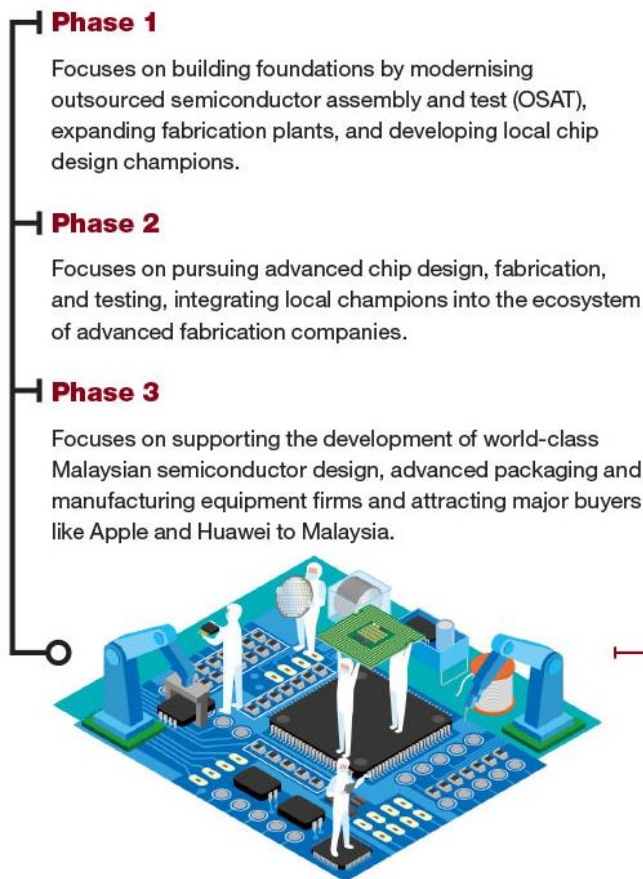 Phase 1
Focuses on building foundations by modernising
outsourced semiconductor assembly and test (OSAT),
expanding fabrication plants, and developing local chip
design champions.
Phase 2
Focuses on pursuing advanced chip design, fabrication,
and testing, integrating local champions into the ecosystem
of advanced fabrication companies.
Phase 3
Focuses on supporting the development of world-class
Malaysian semiconductor design, advanced packaging and
manufacturing equipment firms and attracting major buyers
like Apple and Huawei to Malaysia.